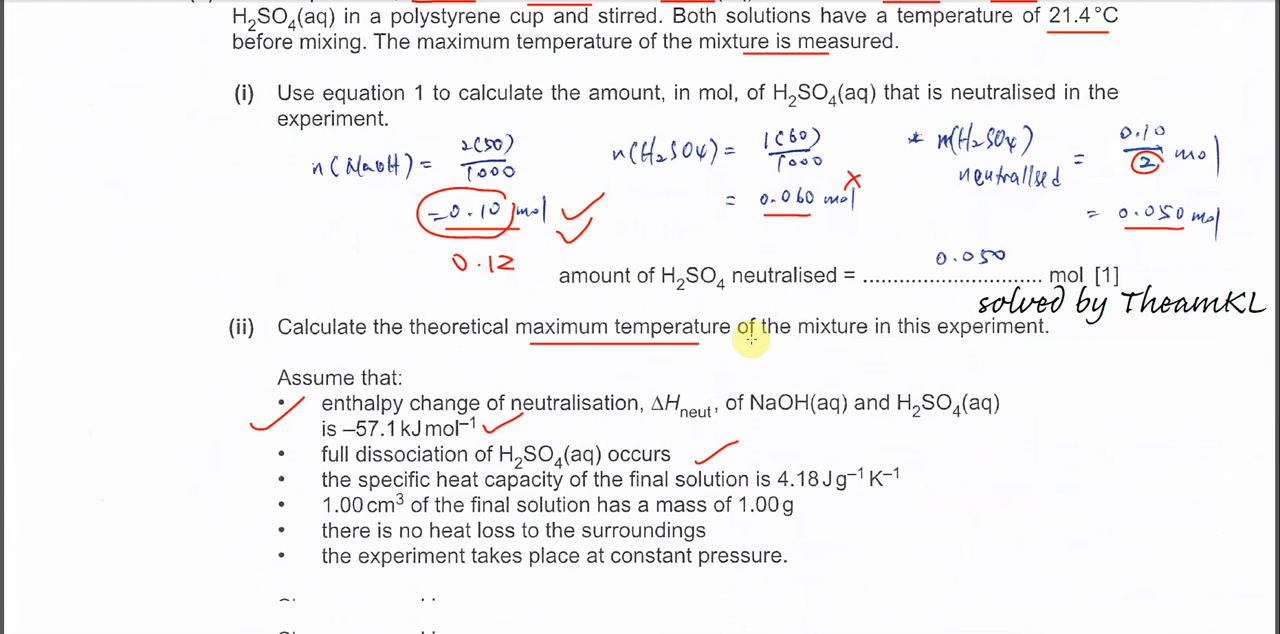 H₂SO₄(aq) in a polystyrene cup and stirred. Both solutions have a temperature of 21.4 °C
before mixing. The maximum temperature of the mixture is measured.
(i) Use equation 1 to calculate the amount, in mol, of H₂SO₄(aq) that is neutralised in the
experiment.
n(NaOH) = 2(50)/1000
= 0.10 mol
0.12
n(H₂SO₄) = 1(60)/1000
= 0.060 mol x
* n(H₂SO₄) neutralised = 0.10/2 mol
= 0.050 mol
0.050
amount of H₂SO₄ neutralised = .............................. mol [1]
solved by TheamKL
(ii) Calculate the theoretical maximum temperature of the mixture in this experiment.
Assume that:
• enthalpy change of neutralisation, ΔHneut, of NaOH(aq) and H₂SO₄(aq)
is –57.1 kJ mol⁻¹
• full dissociation of H₂SO₄(aq) occurs
• the specific heat capacity of the final solution is 4.18 J g⁻¹ K⁻¹
• 1.00 cm³ of the final solution has a mass of 1.00 g
• there is no heat loss to the surroundings
• the experiment takes place at constant pressure.